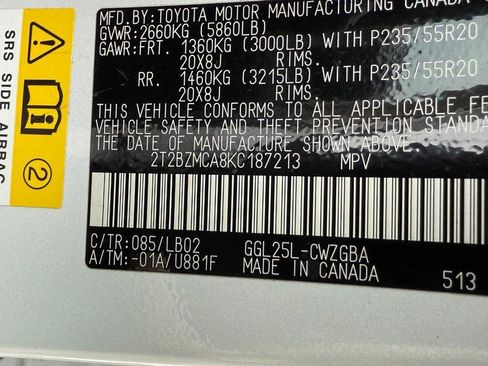 MFD.BY:TOYOTA MOTOR MANUFACTURING CANADA
GVWR:2660KG (5860LB)
GAWR:FRT. 1360KG (3000LB) WITH P235/55R20
20X8J RIMS.
RR. 1460KG (3215LB) WITH P235/55R20
20X8J RIMS.
THIS VEHICLE CONFORMS TO ALL APPLICABLE FE
VEHICLE SAFETY AND THEFT PREVENTION STANDA
THE DATE OF MANUFACTURE SHOWN ABOVE.
2T2BZMCA8KC187213 MPV
C/TR:085/LB02 GGL25L-CWZGBA
A/TM:-01A/U881F MADE IN CANADA
513
SRS SIDE AIRBAG
2